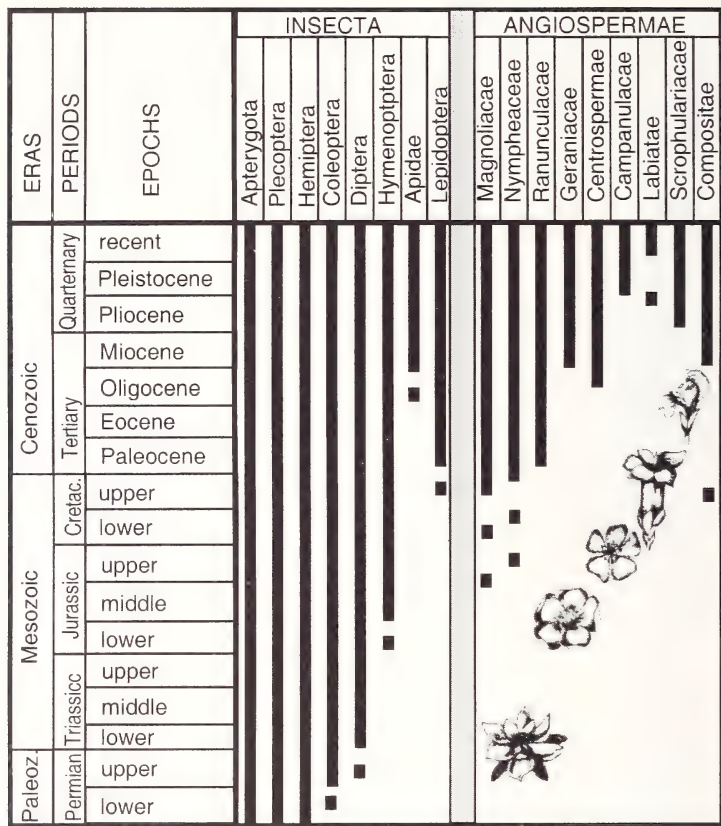 INSECTA
ANGIOSPERMAE
ERAS
PERIODS
EPOCHS
Apterygota
Plecoptera
Hemiptera
Coleoptera
Diptera
Hymenoptptera
Apidae
Lepidoptera
Magnoliacae
Nympheaceae
Ranunculacae
Geraniacae
Centrospermae
Campanulacae
Labiatae
Scrophulariacae
Compositae
Cenozoic
Quarternary
recent
Pleistocene
Pliocene
Tertiary
Miocene
Oligocene
Eocene
Paleocene
Mesozoic
Cretac.
upper
lower
Jurassic
upper
middle
lower
Triassicc
upper
middle
lower
Paleoz.
Permian
upper
lower